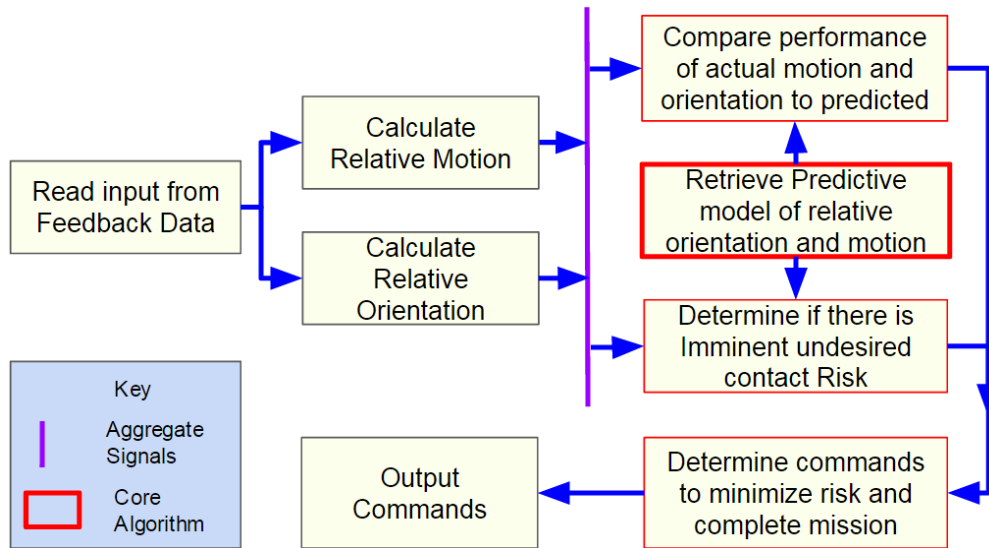 Read input from
Feedback Data
Calculate
Relative Motion
Calculate
Relative
Orientation
Compare performance
of actual motion and
orientation to predicted
Retrieve Predictive
model of relative
orientation and motion
Determine if there is
Imminent undesired
contact Risk
Determine commands
to minimize risk and
complete mission
Output
Commands
Key
Aggregate
Signals
Core
Algorithm